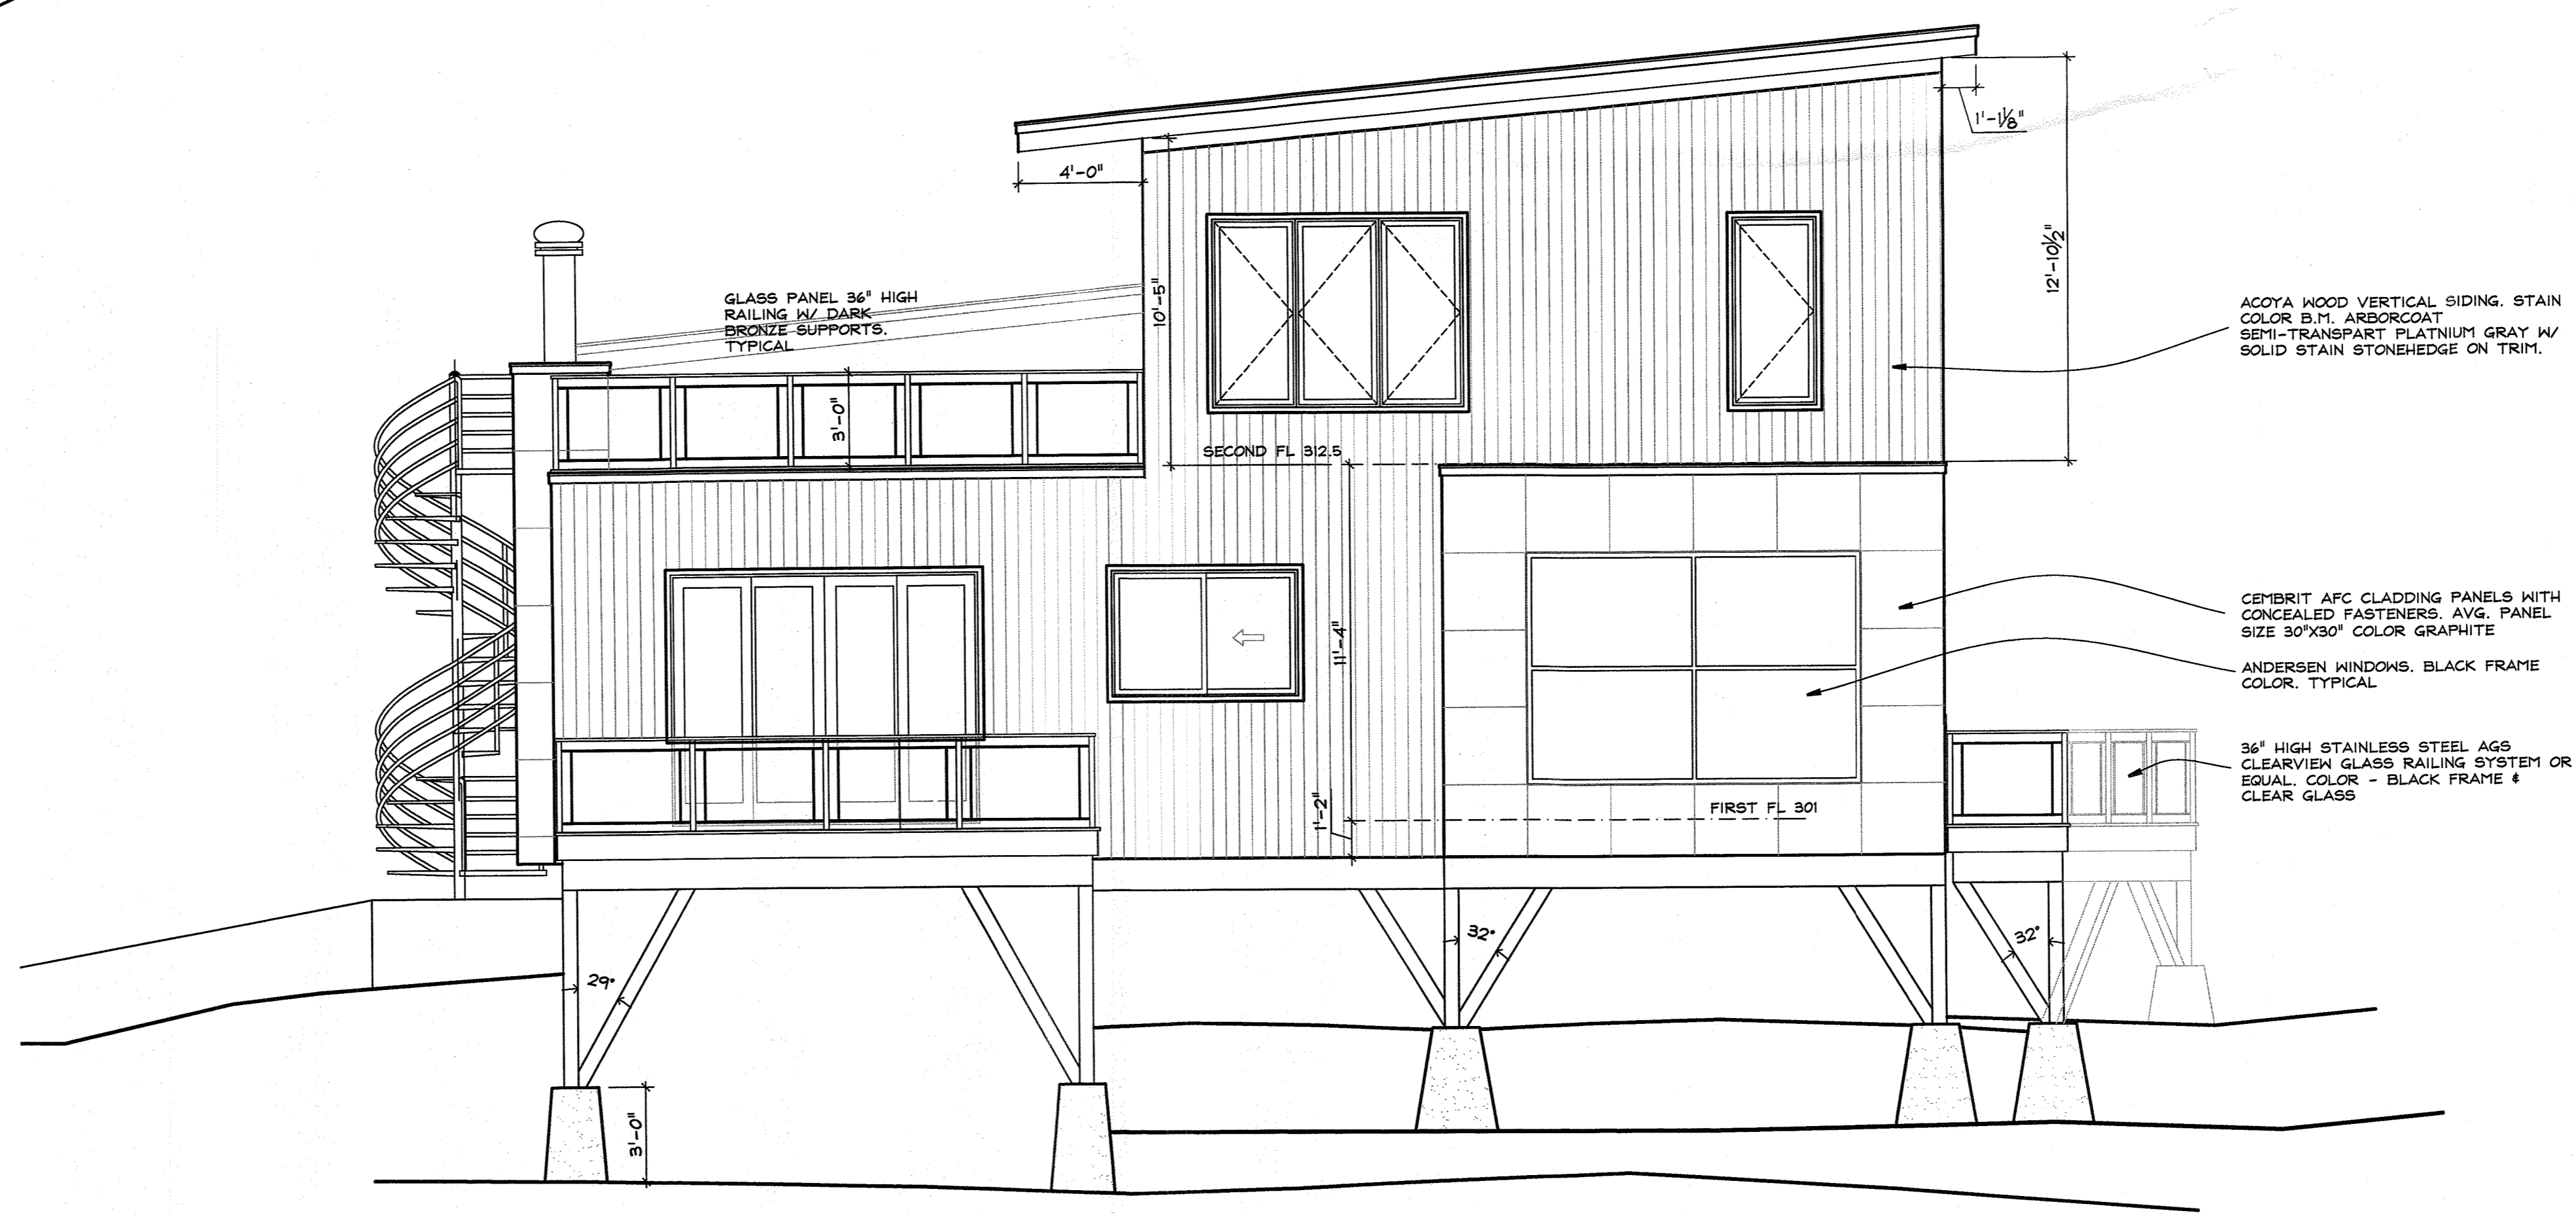 1'-1 1/8"
4'-0"
12'-10 1/2"
10'-5"
GLASS PANEL 36" HIGH
RAILING W/ DARK
BRONZE SUPPORTS.
TYPICAL
ACOYA WOOD VERTICAL SIDING. STAIN
COLOR B.M. ARBORCOAT
SEMI-TRANSPART PLATNIUM GRAY W/
SOLID STAIN STONEHEDGE ON TRIM.
3'-0"
SECOND FL 312.5
11'-4"
CEMBRIT AFC CLADDING PANELS WITH
CONCEALED FASTENERS. AVG. PANEL
SIZE 30"X30" COLOR GRAPHITE
ANDERSEN WINDOWS. BLACK FRAME
COLOR. TYPICAL
36" HIGH STAINLESS STEEL AGS
CLEARVIEW GLASS RAILING SYSTEM OR
EQUAL. COLOR - BLACK FRAME &
CLEAR GLASS
1'-2"
FIRST FL 301
32°
32°
29°
3'-0"